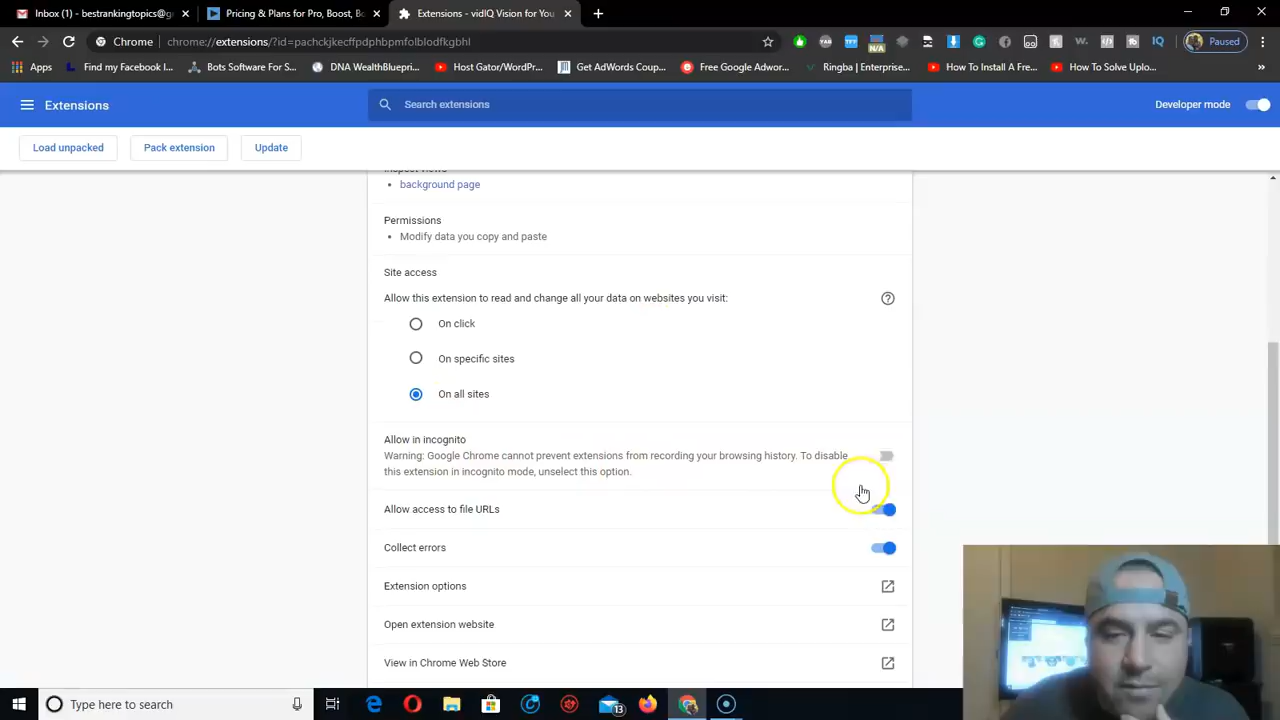 Inbox (1) - bestrankingtopics@g
Pricing & Plans for Pro, Boost, Bo
Extensions - vidIQ Vision for You
Chrome
chrome://extensions/?id=pachckjkecffpdphbpmfolblodfkgbhl
N/A
Paused
Apps
Find my Facebook I...
Bots Software for S...
DNA WealthBluepri...
Host Gator/WordPr...
Get AdWords Coup...
Free Google Adwor...
Ringba | Enterprise...
How To Install A Fre...
How To Solve Uplo...
Extensions
Search extensions
Developer mode
Load unpacked
Pack extension
Update
Inspect views
background page
Permissions
Modify data you copy and paste
Site access
Allow this extension to read and change all your data on websites you visit:
On click
On specific sites
On all sites
Allow in incognito
Warning: Google Chrome cannot prevent extensions from recording your browsing history. To disable
this extension in incognito mode, unselect this option.
Allow access to file URLs
Collect errors
Extension options
Open extension website
View in Chrome Web Store
Type here to search
13